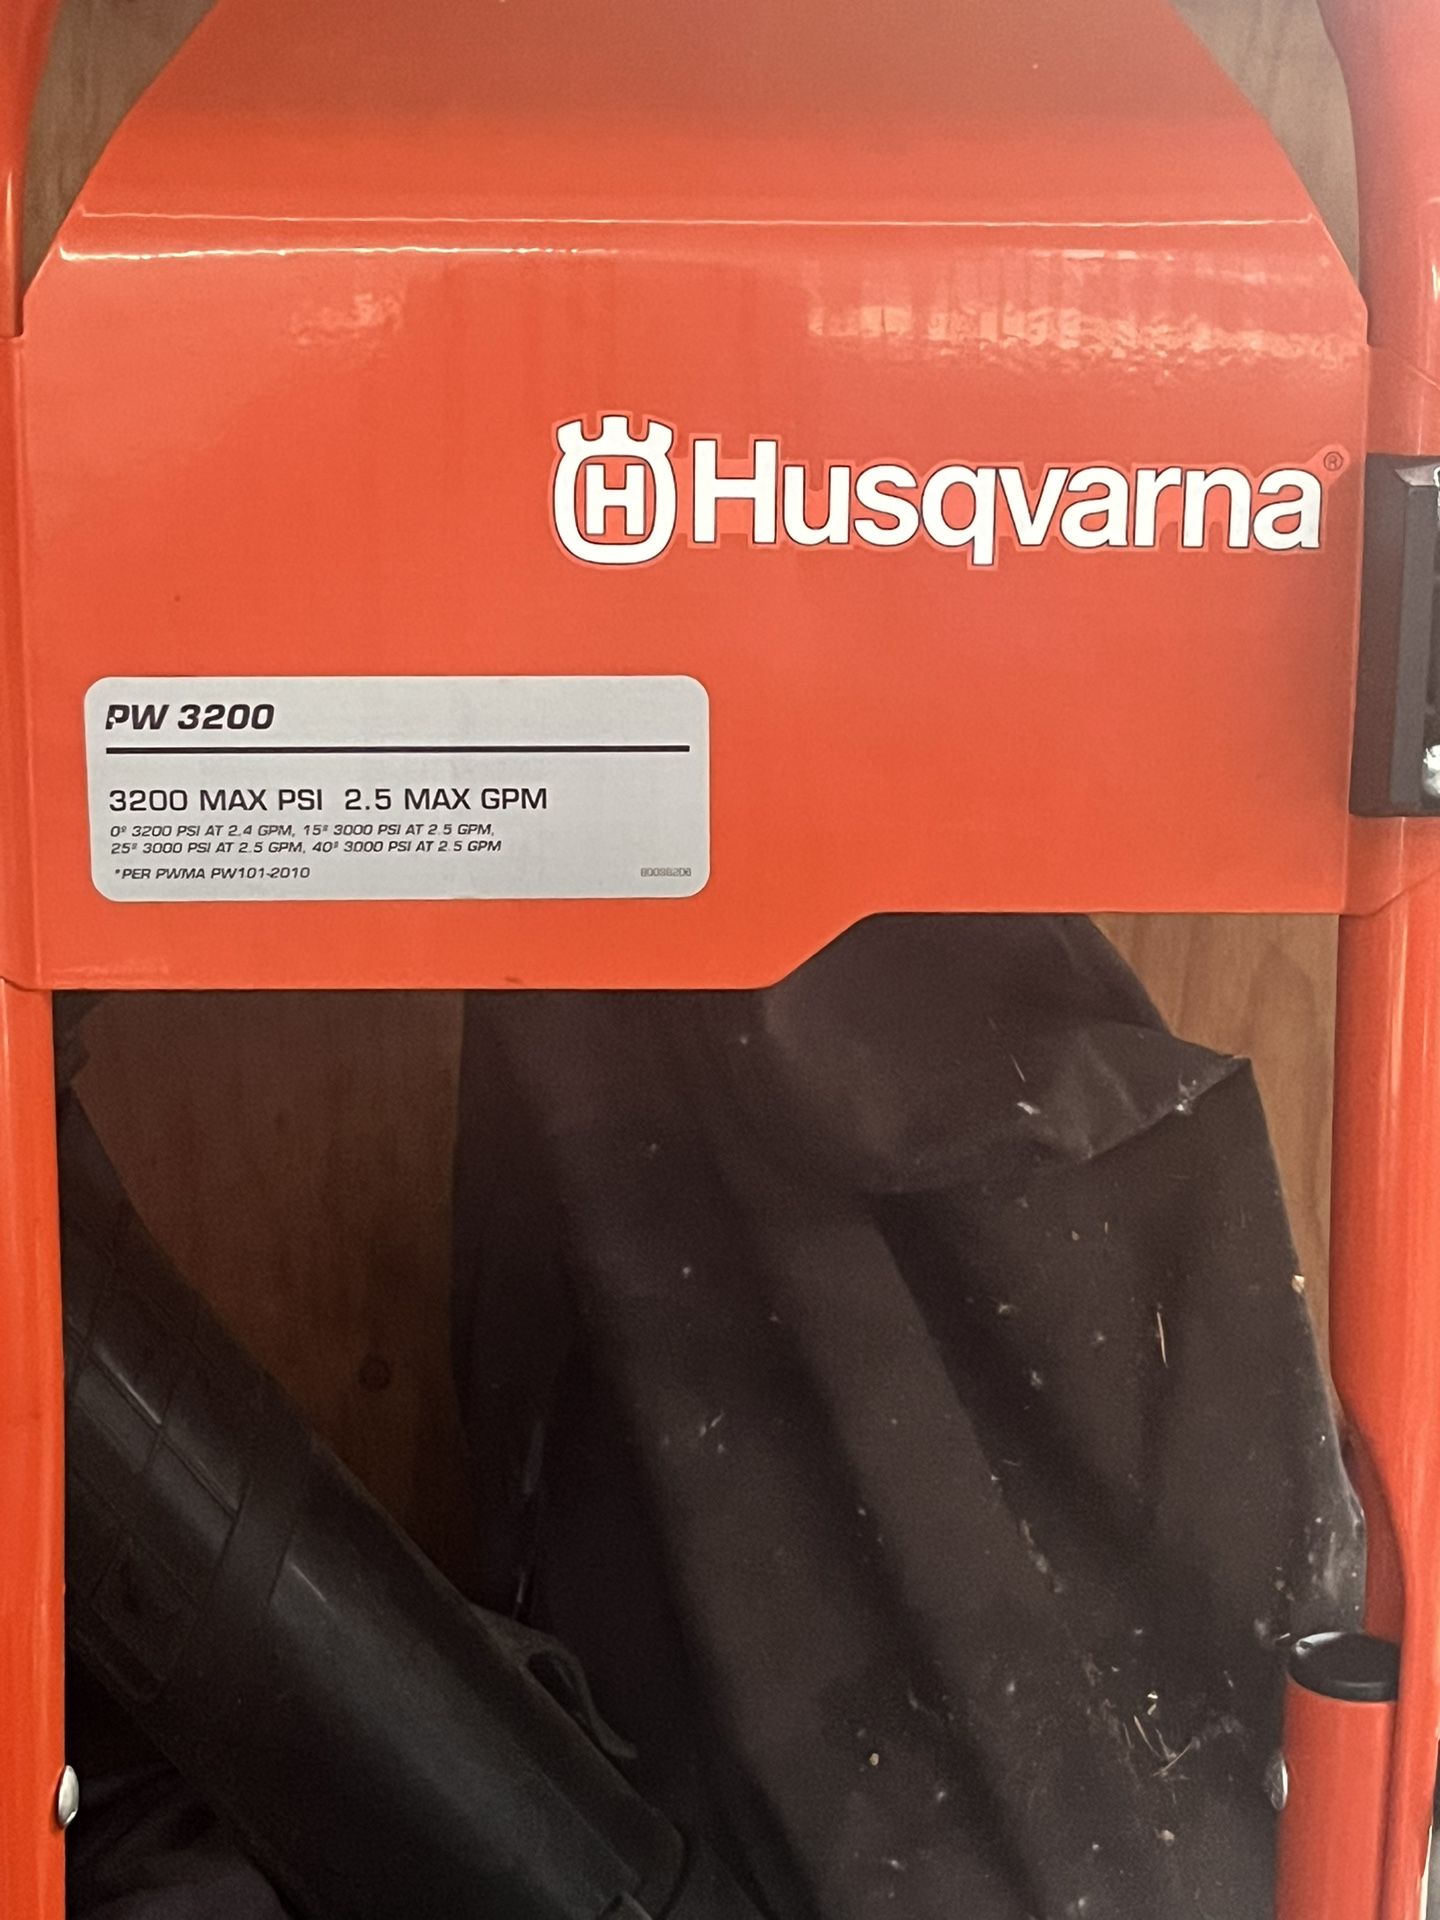 H Husqvarna ®
PW 3200
3200 MAX PSI 2.5 MAX GPM
0º 3200 PSI AT 2.4 GPM, 15º 3000 PSI AT 2.5 GPM,
25º 3000 PSI AT 2.5 GPM, 40º 3000 PSI AT 2.5 GPM
*PER PWMA PW101-2010